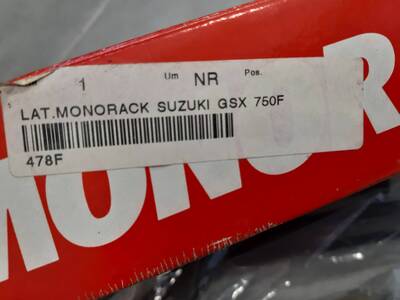 1 Um NR Pos.
LAT.MONORACK SUZUKI GSX 750F
478F
MONOR